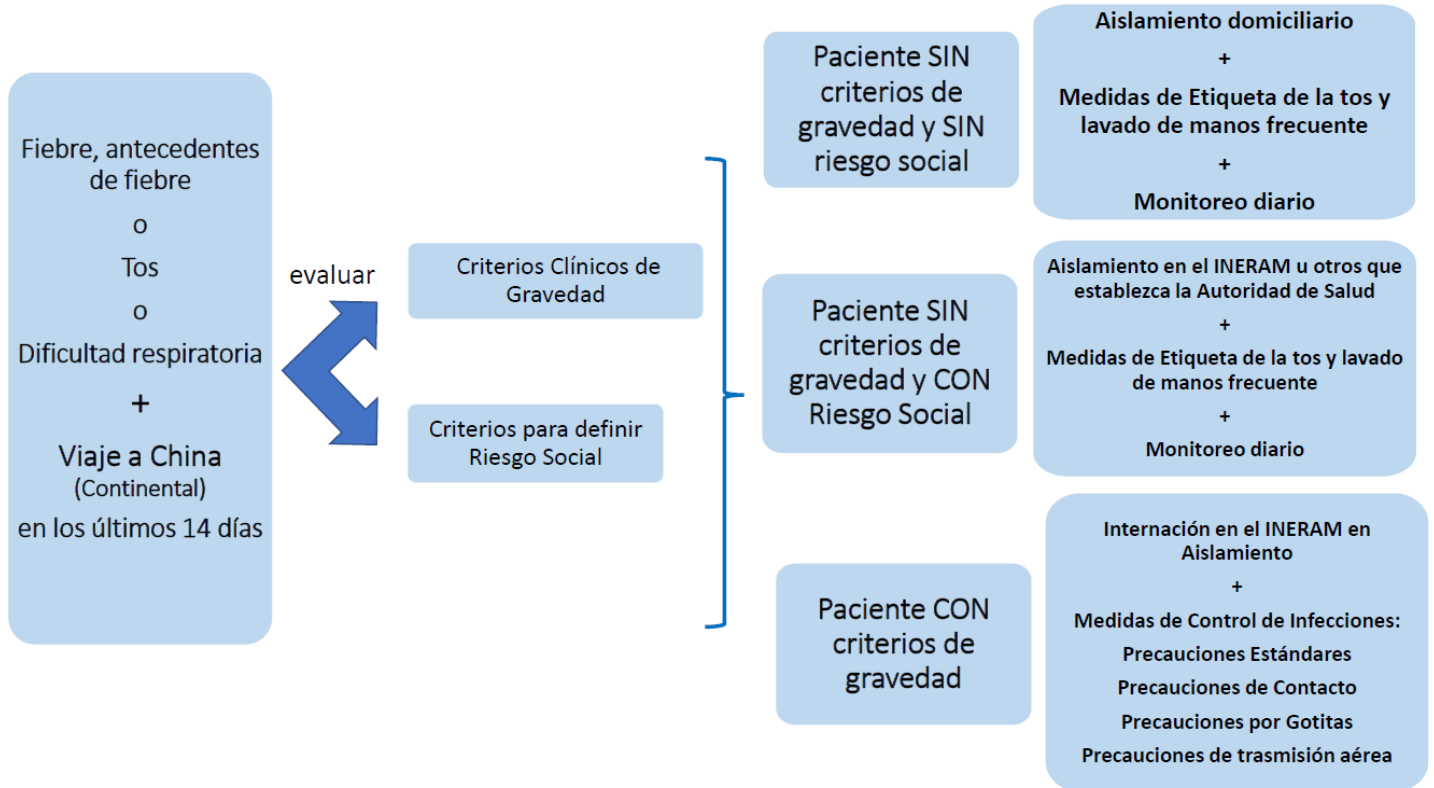 Fiebre, antecedentes
de fiebre
o
Tos
o
Dificultad respiratoria
+
Viaje a China
(Continental)
en los últimos 14 días
evaluar
Criterios Clínicos de
Gravedad
Criterios para definir
Riesgo Social
Paciente SIN
criterios de
gravedad y SIN
riesgo social
Aislamiento domiciliario
+
Medidas de Etiqueta de la tos y
lavado de manos frecuente
+
Monitoreo diario
Paciente SIN
criterios de
gravedad y CON
Riesgo Social
Aislamiento en el INERAM u otros que
establezca la Autoridad de Salud
+
Medidas de Etiqueta de la tos y lavado
de manos frecuente
+
Monitoreo diario
Paciente CON
criterios de
gravedad
Internación en el INERAM en
Aislamiento
+
Medidas de Control de Infecciones:
Precauciones Estándares
Precauciones de Contacto
Precauciones por Gotitas
Precauciones de trasmisión aérea